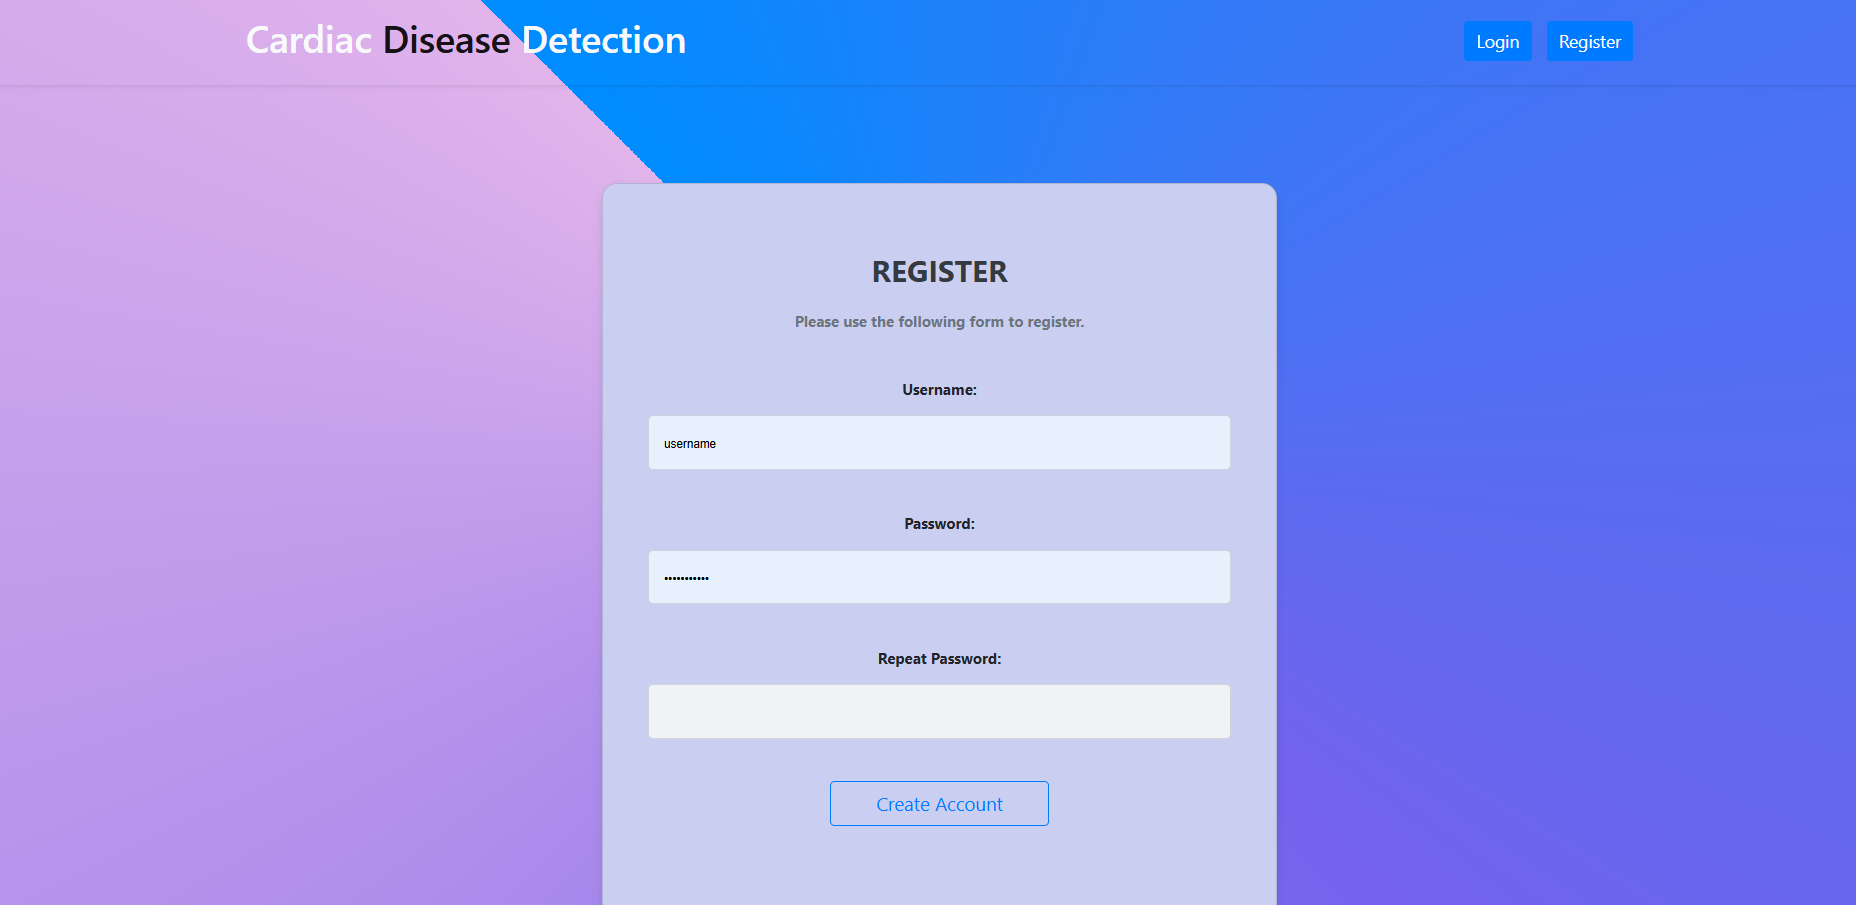 Cardiac Disease Detection
Login
Register
REGISTER
Please use the following form to register.
Username:
username
Password:
•••••••••••
Repeat Password:
Create Account